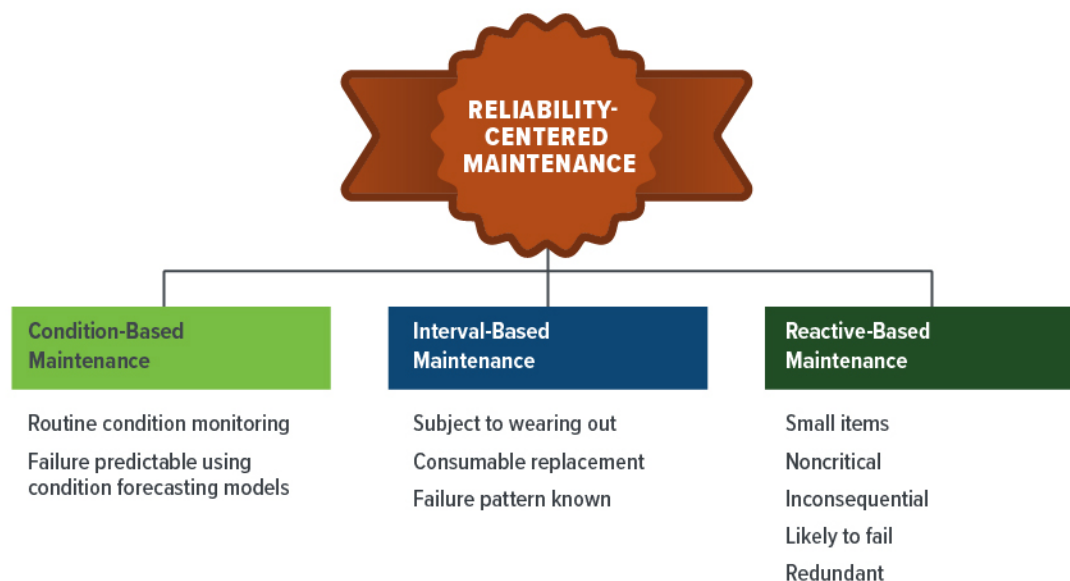 RELIABILITY-
CENTERED
MAINTENANCE
Condition-Based
Maintenance
Routine condition monitoring
Failure predictable using
condition forecasting models
Interval-Based
Maintenance
Subject to wearing out
Consumable replacement
Failure pattern known
Reactive-Based
Maintenance
Small items
Noncritical
Inconsequential
Likely to fail
Redundant